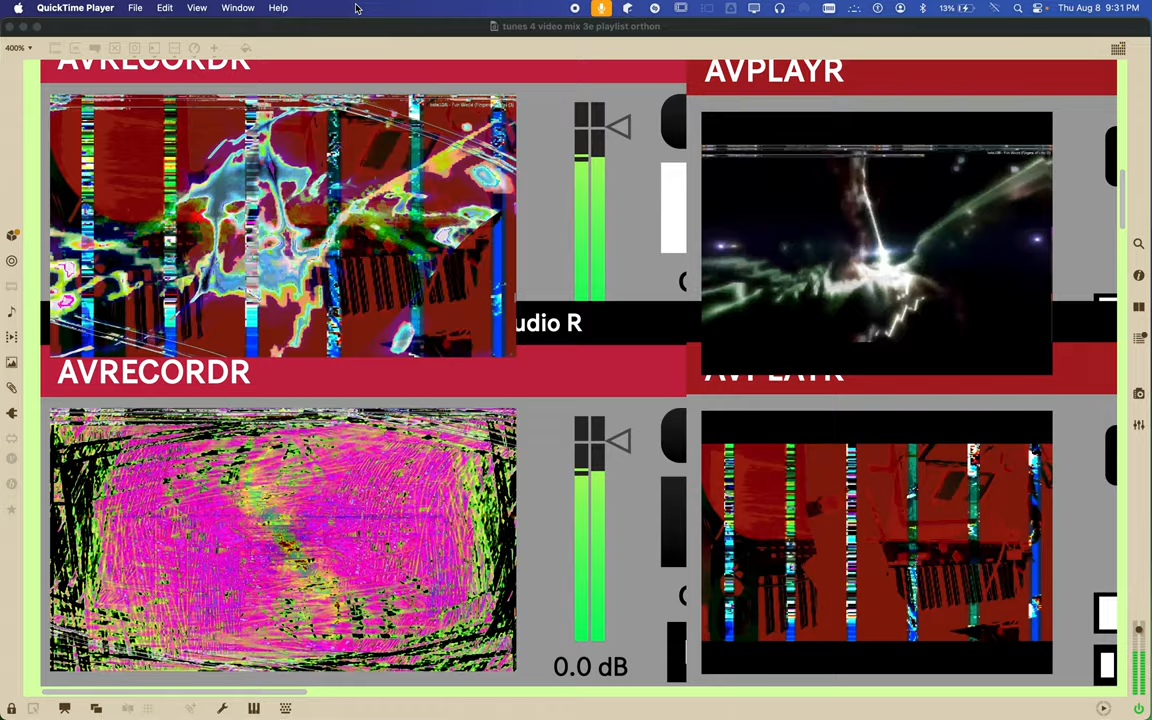 QuickTime Player File Edit View Window Help 13% Thu Aug 8 9:31 PM
tunes 4 video mix 3e playlist orthon
400%
AVRECORDR
AVPLAYR
udio R
AVRECORDR
AVPLAYR
0.0 dB